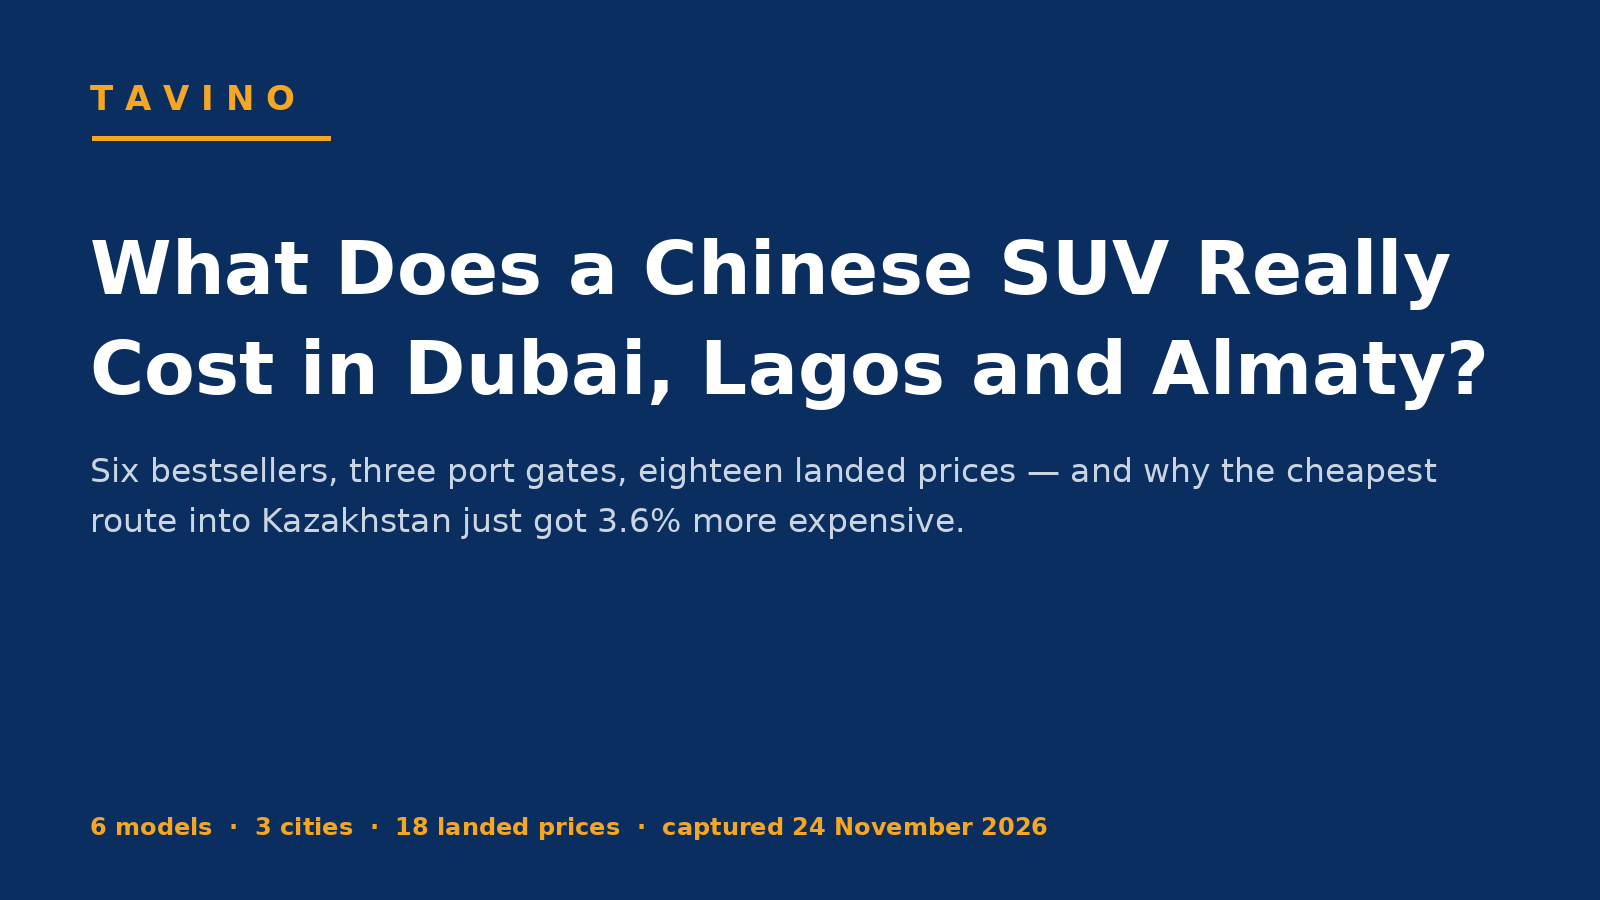 TAVINO
What Does a Chinese SUV Really
Cost in Dubai, Lagos and Almaty?
Six bestsellers, three port gates, eighteen landed prices — and why the cheapest
route into Kazakhstan just got 3.6% more expensive.
6 models · 3 cities · 18 landed prices · captured 24 November 2026